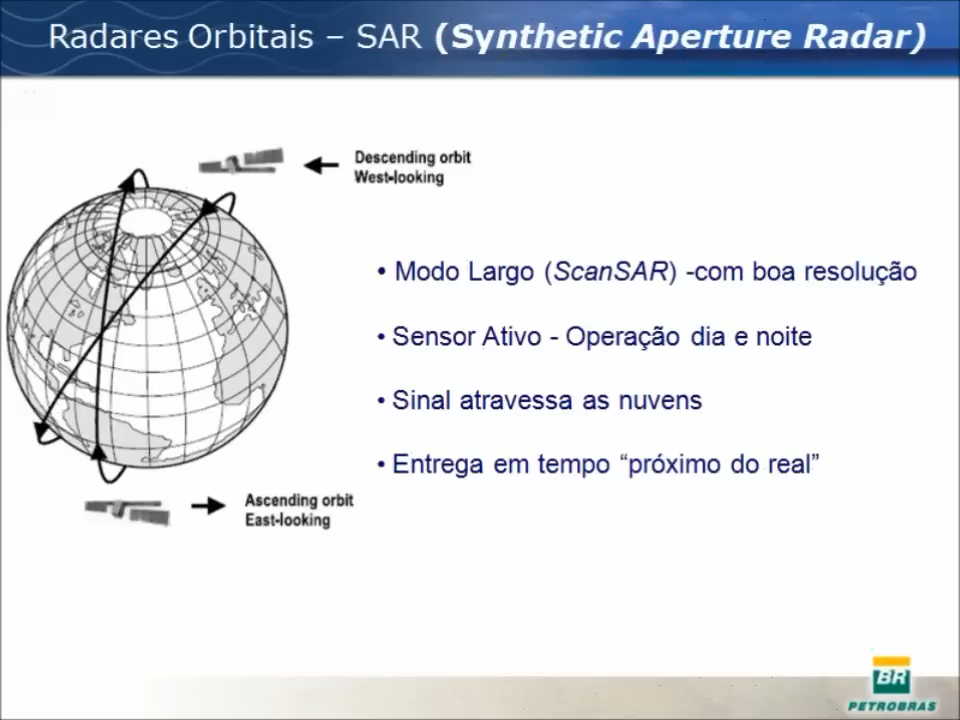 Radares Orbitais – SAR (Synthetic Aperture Radar)
Descending orbit
West-looking
• Modo Largo (ScanSAR) -com boa resolução
• Sensor Ativo - Operação dia e noite
• Sinal atravessa as nuvens
• Entrega em tempo “próximo do real”
Ascending orbit
East-looking
BR
PETROBRAS